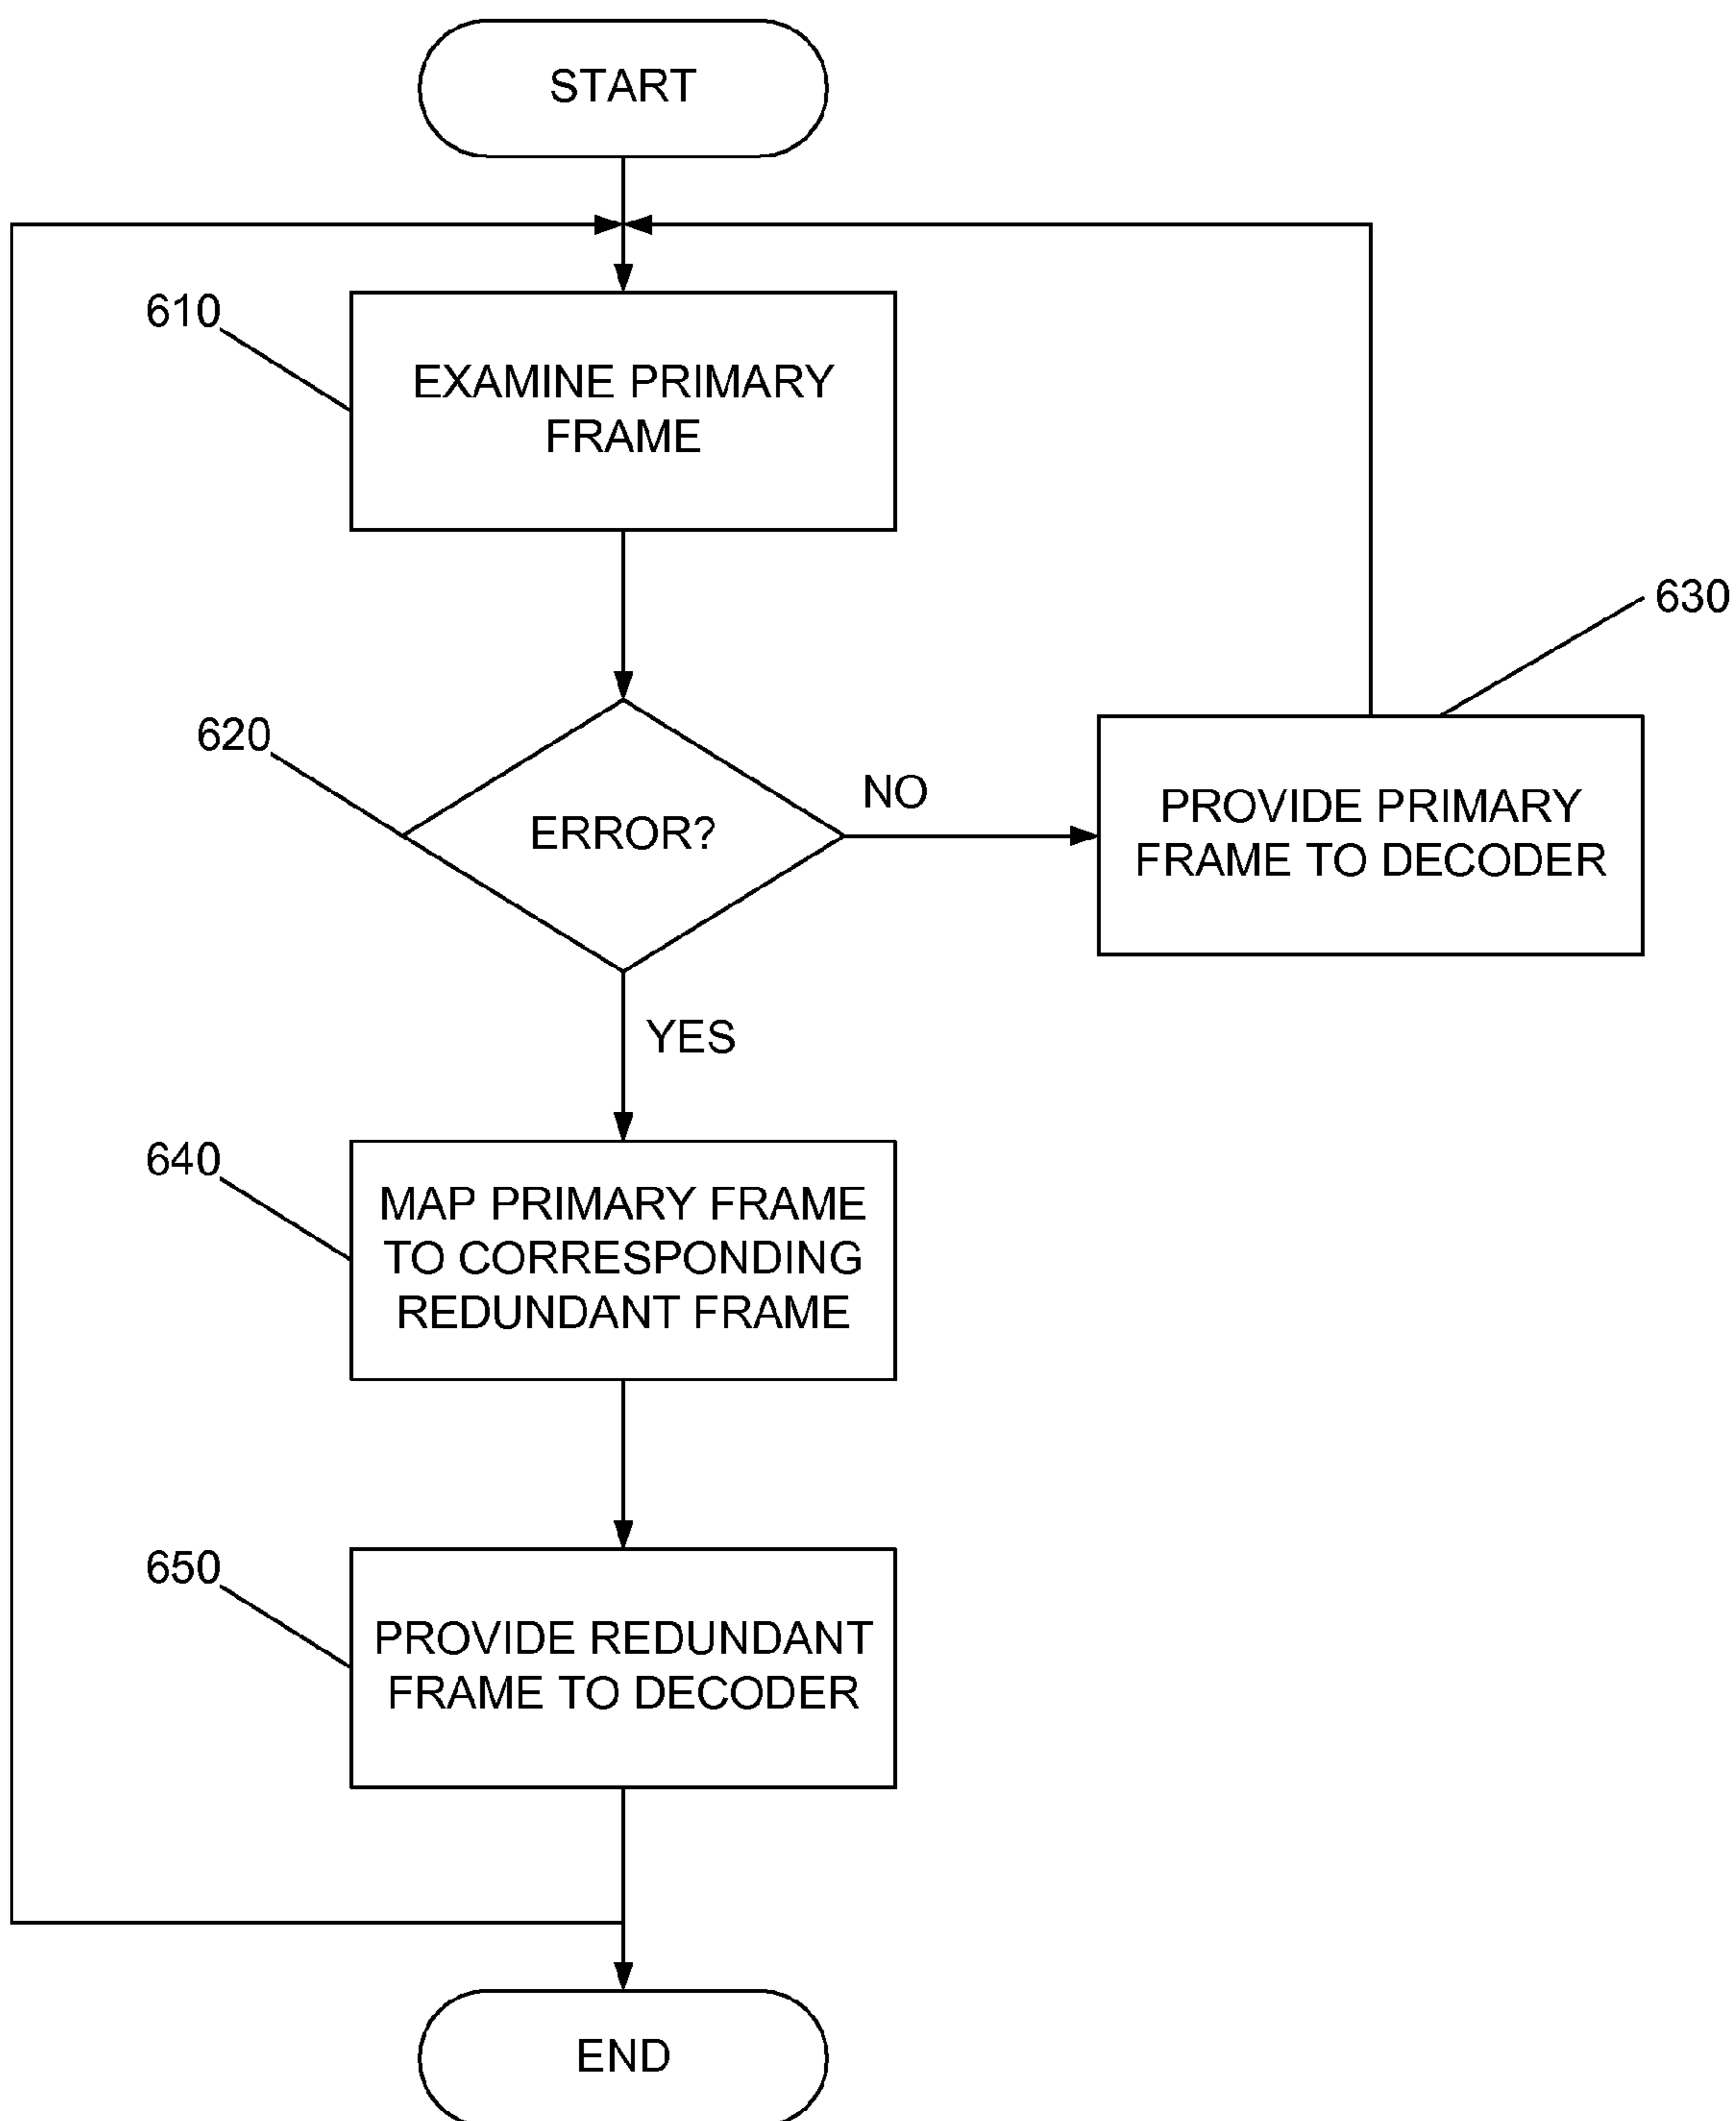 START
610
EXAMINE PRIMARY
FRAME
630
620
ERROR?
NO
PROVIDE PRIMARY
FRAME TO DECODER
YES
640
MAP PRIMARY FRAME
TO CORRESPONDING
REDUNDANT FRAME
650
PROVIDE REDUNDANT
FRAME TO DECODER
END